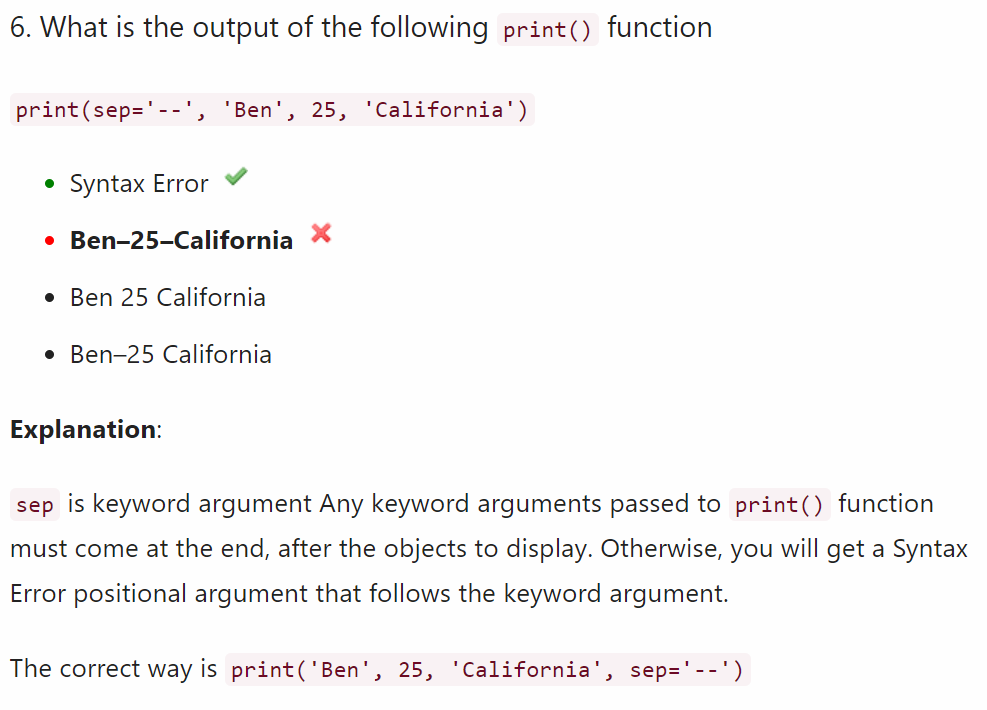 6. What is the output of the following print() function
print(sep='--', 'Ben', 25, 'California')
Syntax Error
Ben–25–California
Ben 25 California
Ben–25 California
Explanation:
sep is keyword argument Any keyword arguments passed to print() function
must come at the end, after the objects to display. Otherwise, you will get a Syntax
Error positional argument that follows the keyword argument.
The correct way is print('Ben', 25, 'California', sep='--')